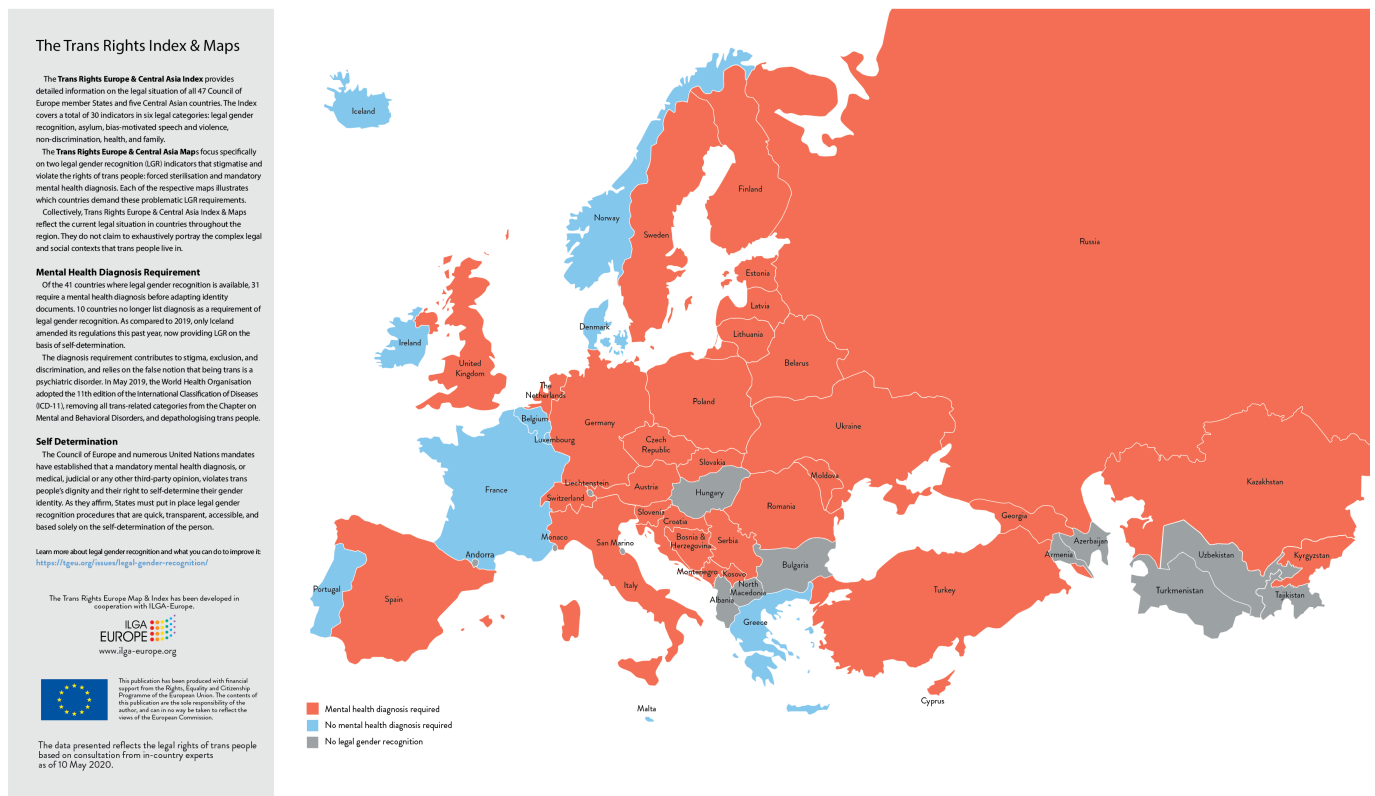 The Trans Rights Index & Maps
The Trans Rights Europe & Central Asia Index provides
detailed information on the legal situation of all 47 Council of
Europe member States and five Central Asian countries. The Index
covers a total of 30 indicators in six legal categories: legal gender
recognition, asylum, bias-motivated speech and violence,
non-discrimination, health, and family.
The Trans Rights Europe & Central Asia Maps focus specifically
on two legal gender recognition (LGR) indicators that stigmatise and
violate the rights of trans people: forced sterilisation and mandatory
mental health diagnosis. Each of the respective maps illustrates
which countries demand these problematic LGR requirements.
Collectively, Trans Rights Europe & Central Asia Index & Maps
reflect the current legal situation in countries throughout the
region. They do not claim to exhaustively portray the complex legal
and social contexts that trans people live in.
Mental Health Diagnosis Requirement
Of the 41 countries where legal gender recognition is available, 31
require a mental health diagnosis before adapting identity
documents. 10 countries no longer list diagnosis as a requirement of
legal gender recognition. As compared to 2019, only Iceland
amended its regulations this past year, now providing LGR on the
basis of self-determination.
The diagnosis requirement contributes to stigma, exclusion, and
discrimination, and relies on the false notion that being trans is a
psychiatric disorder. In May 2019, the World Health Organisation
adopted the 11th edition of the International Classification of Diseases
(ICD-11), removing all trans-related categories from the Chapter on
Mental and Behavioral Disorders, and depathologising trans people.
Self Determination
The Council of Europe and numerous United Nations mandates
have established that a mandatory mental health diagnosis, or
medical, judicial or any other third-party opinion, violates trans
people's dignity and their right to self-determine their gender
identity. As they affirm, States must put in place legal gender
recognition procedures that are quick, transparent, accessible, and
based solely on the self-determination of the person.
Learn more about legal gender recognition and what you can do to improve it:
https://tgeu.org/issues/legal-gender-recognition/
The Trans Rights Europe Map & Index has been developed in
cooperation with ILGA-Europe.
ILGA
EUROPE
www.ilga-europe.org
This publication has been produced with financial
support from the Rights, Equality and Citizenship
Programme of the European Union. The contents of
this publication are the sole responsibility of the
author, and can in no way be taken to reflect the
views of the European Commission.
The data presented reflects the legal rights of trans people
based on consultation from in-country experts
as of 10 May 2020.
Iceland
Norway
Sweden
Finland
Russia
Estonia
Latvia
Lithuania
Denmark
Ireland
United
Kingdom
The
Netherlands
Belgium
Luxembourg
Germany
Poland
Belarus
Ukraine
Czech
Republic
Slovakia
France
Liechtenstein
Switzerland
Austria
Hungary
Moldova
Romania
Slovenia
Croatia
Monaco
San Marino
Bosnia &
Herzegovina
Serbia
Montenegro
Kosovo
Bulgaria
North
Macedonia
Albania
Greece
Italy
Andorra
Portugal
Spain
Malta
Turkey
Cyprus
Georgia
Armenia
Azerbaijan
Kazakhstan
Uzbekistan
Kyrgyzstan
Turkmenistan
Tajikistan
Mental health diagnosis required
No mental health diagnosis required
No legal gender recognition